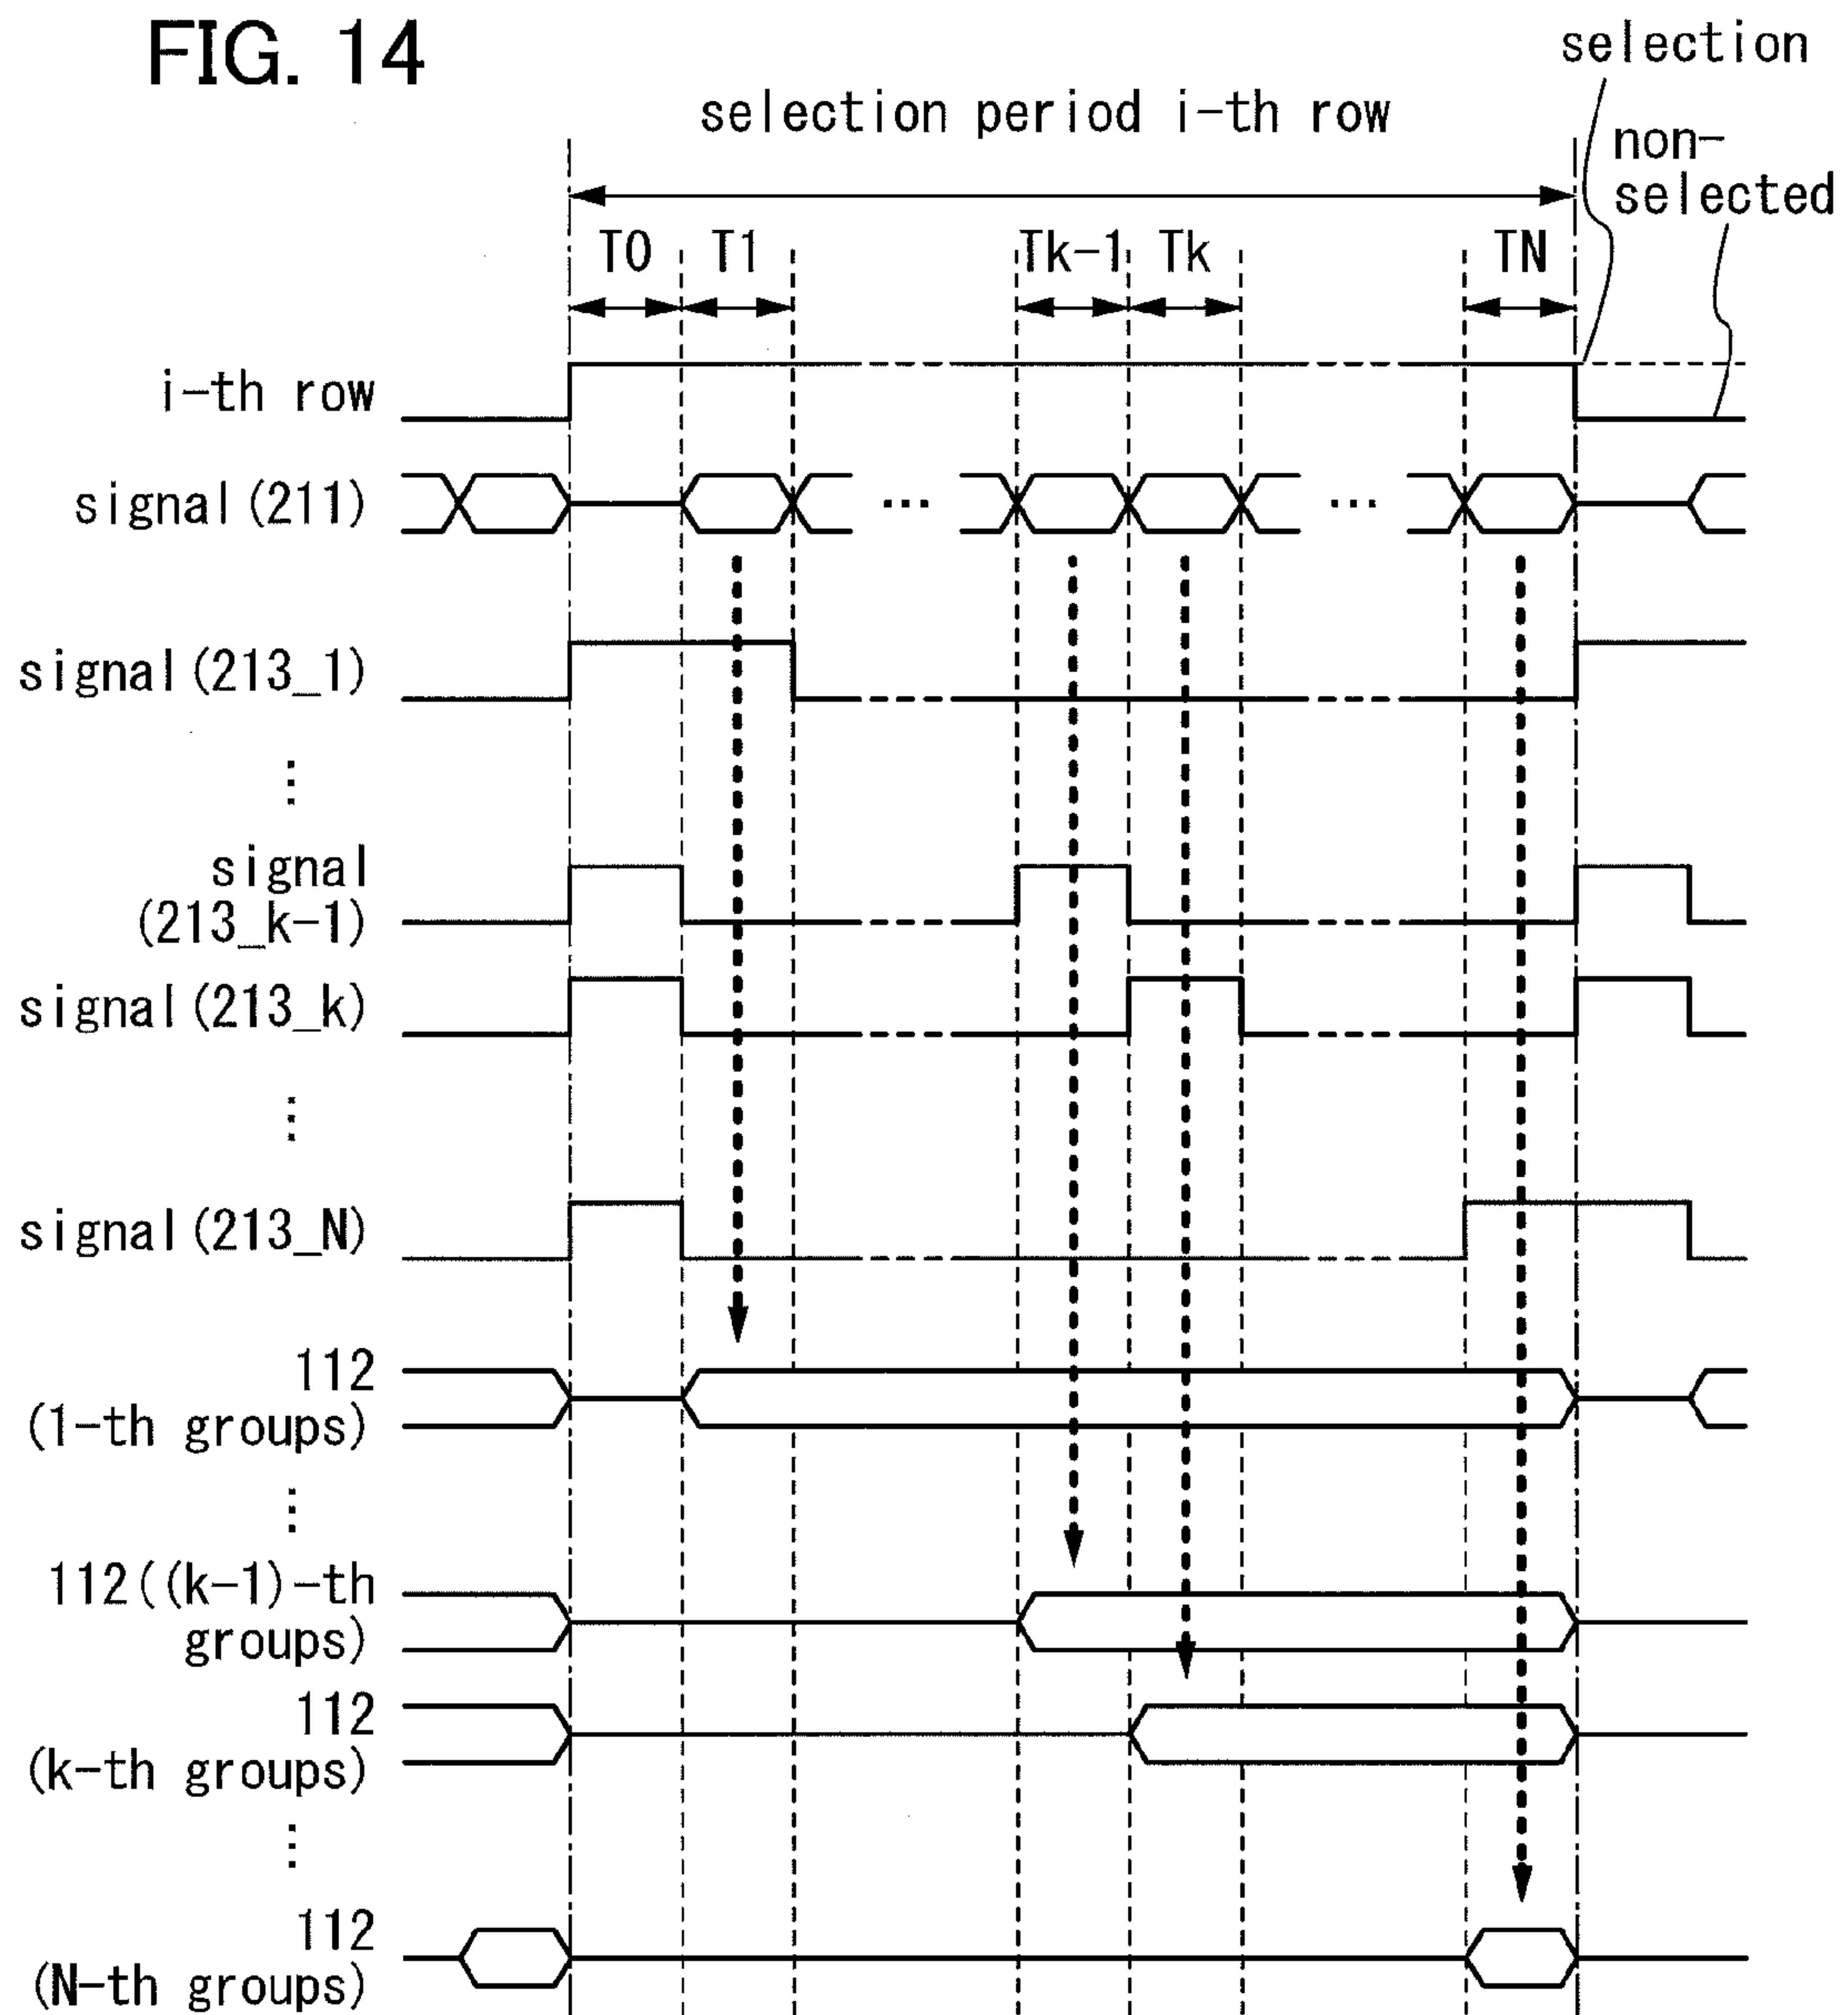 FIG. 14
selection
selection period i-th row
non-
selected
T0 T1 Tk-1 Tk TN
i-th row
signal(211)
... ...
signal(213_1)
⋮
signal
(213_k-1)
signal(213_k)
⋮
signal(213_N)
112
(1-th groups)
⋮
112((k-1)-th
groups)
112
(k-th groups)
⋮
112
(N-th groups)